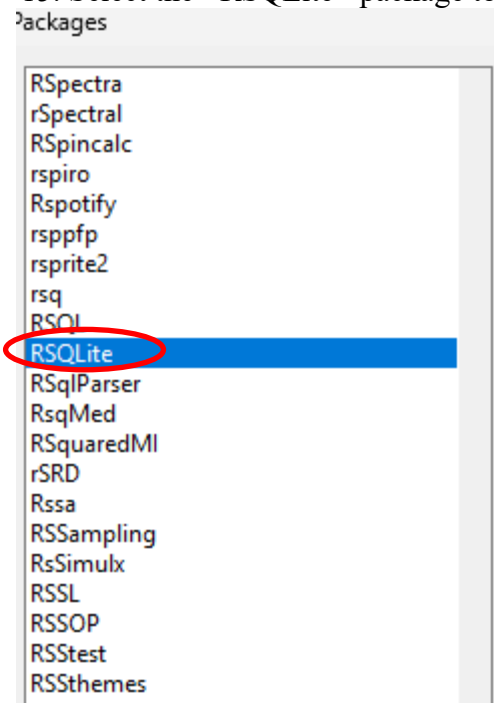 Packages
RSpectra
rSpectral
RSpincalc
rspiro
Rspotify
rsppfp
rsprite2
rsq
RSQL
RSQLite
RSqlParser
RsqMed
RSquaredMI
rSRD
Rssa
RSSampling
RsSimulx
RSSL
RSSOP
RSStest
RSSthemes